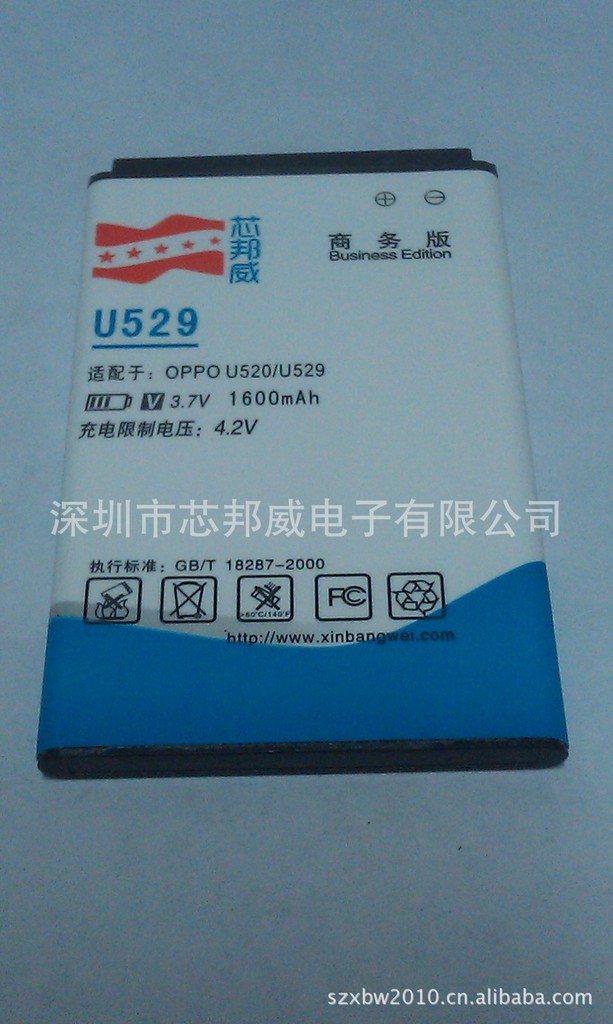 ⊕ ⊖
芯邦威
商务版
Business Edition
U529
适配于：OPPO U520/U529
V 3.7V 1600mAh
充电限制电压：4.2V
深圳市芯邦威电子有限公司
执行标准：GB/T 18287-2000
>60℃/140℉
FC
http://www.xinbangwei.com
szxbw2010.cn.alibaba.com